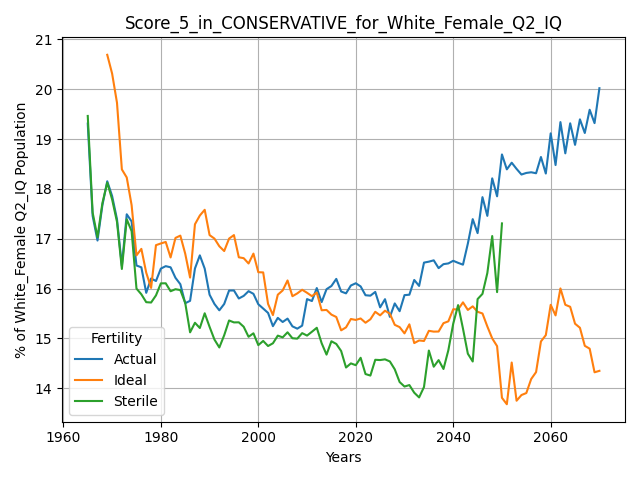 Score_5_in_CONSERVATIVE_for_White_Female_Q2_IQ
% of White_Female Q2_IQ Population
21
20
19
18
17
16
15
14
Fertility
Actual
Ideal
Sterile
1960 1980 2000 2020 2040 2060
Years